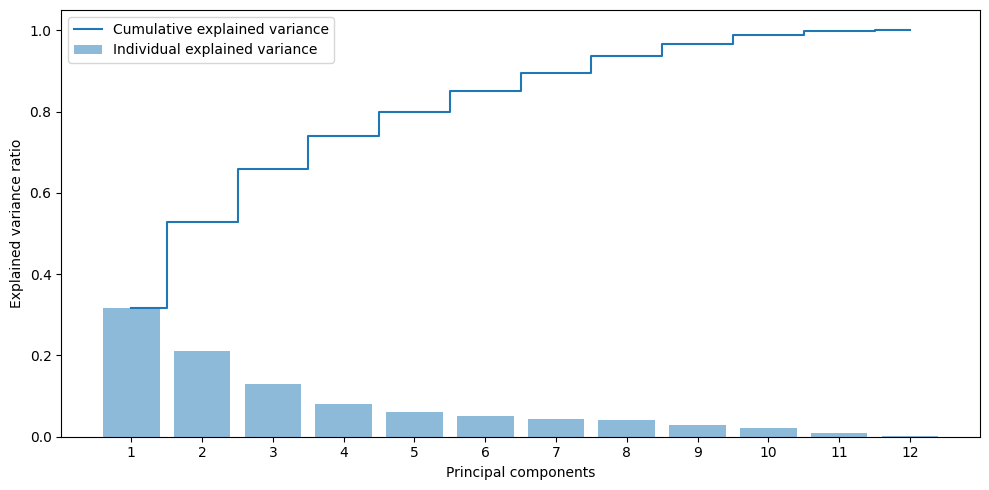 Cumulative explained variance
Individual explained variance
Explained variance ratio
1.0
0.8
0.6
0.4
0.2
0.0
1 2 3 4 5 6 7 8 9 10 11 12
Principal components